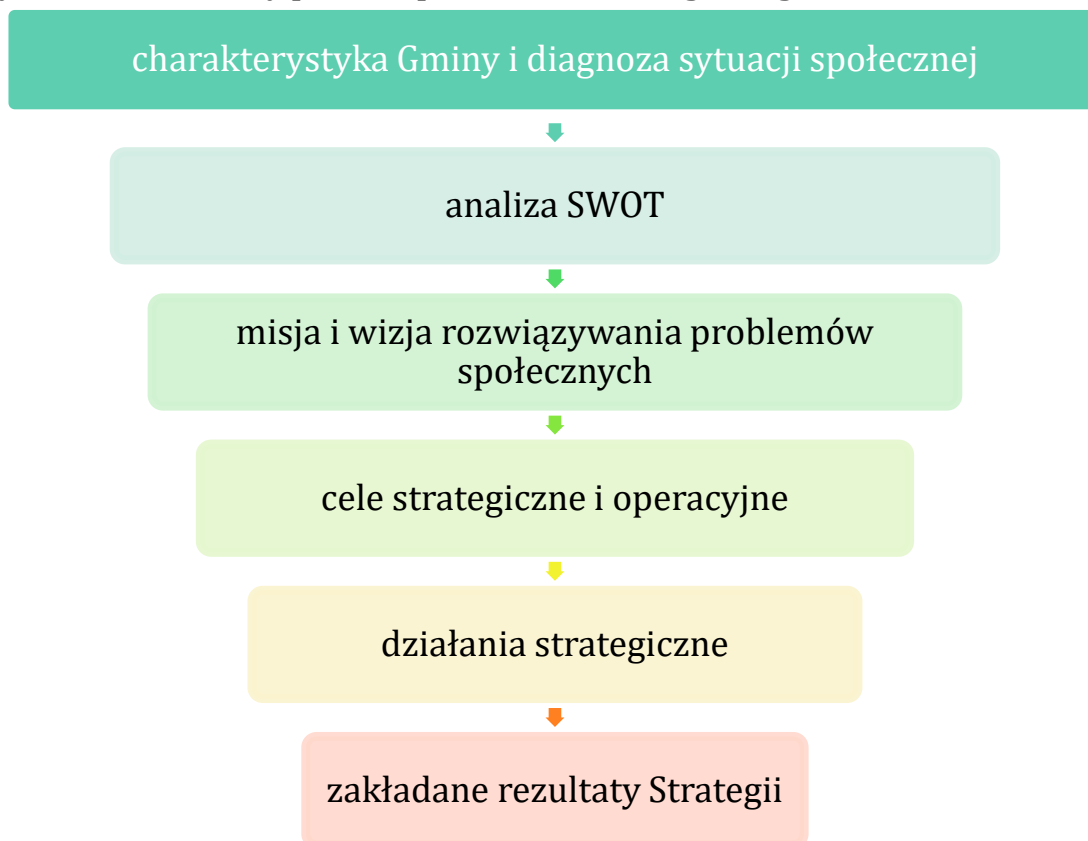 charakterystyka Gminy i diagnoza sytuacji społecznej
analiza SWOT
misja i wizja rozwiązywania problemów
społecznych
cele strategiczne i operacyjne
działania strategiczne
zakładane rezultaty Strategii